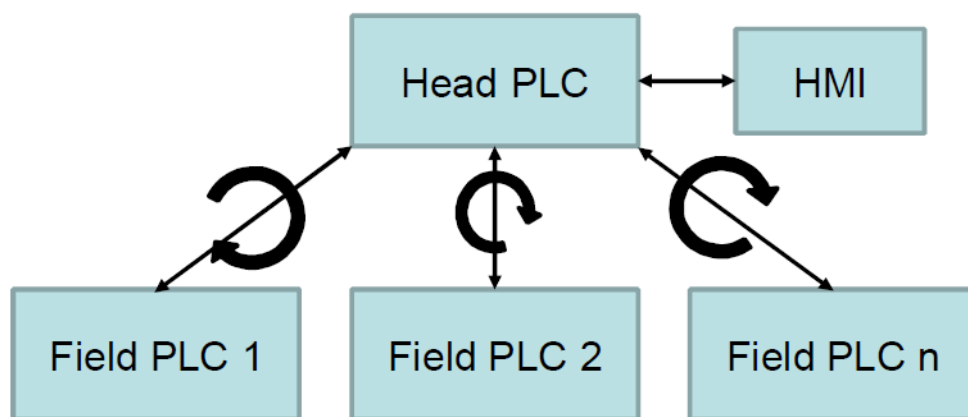 Head PLC
HMI
Field PLC 1
Field PLC 2
Field PLC n